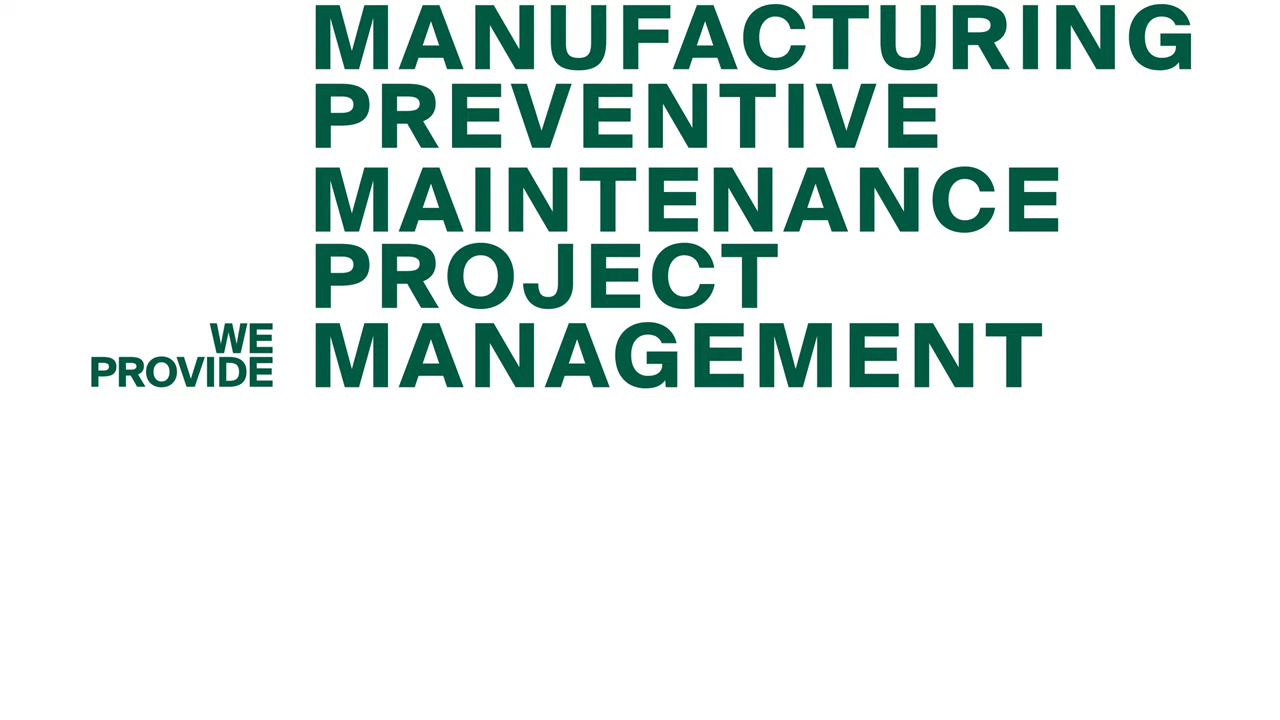 MANUFACTURING
PREVENTIVE
MAINTENANCE
PROJECT
WE
PROVIDE
MANAGEMENT